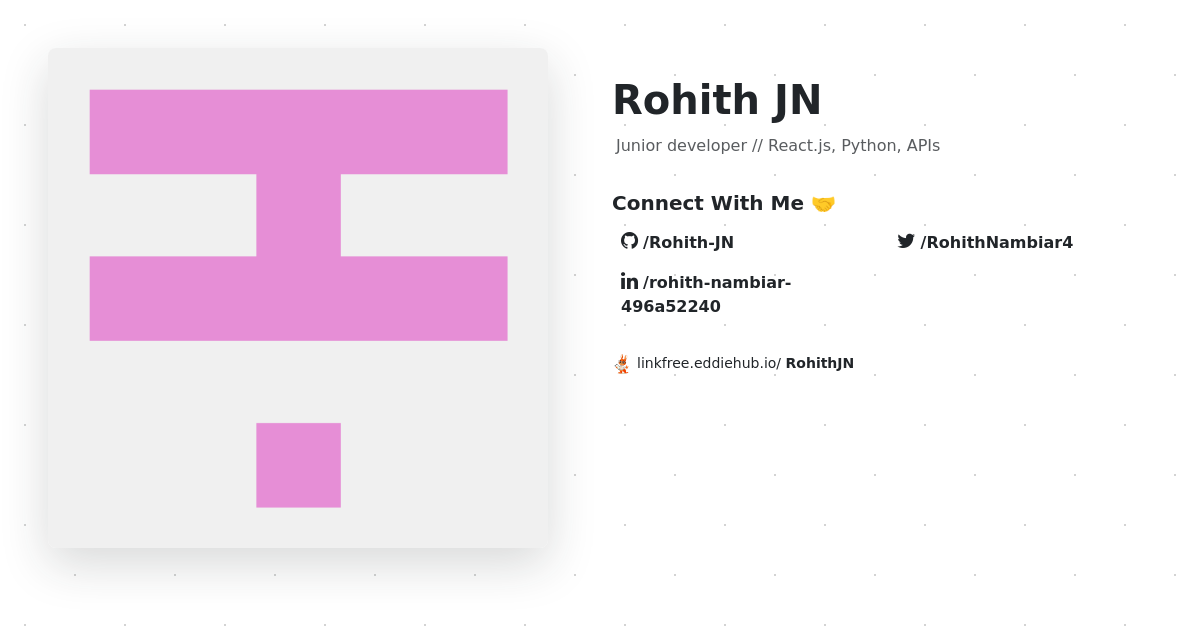 Rohith JN
Junior developer // React.js, Python, APIs
Connect With Me 🤝
/Rohith-JN
/RohithNambiar4
/rohith-nambiar-
496a52240
linkfree.eddiehub.io/ RohithJN